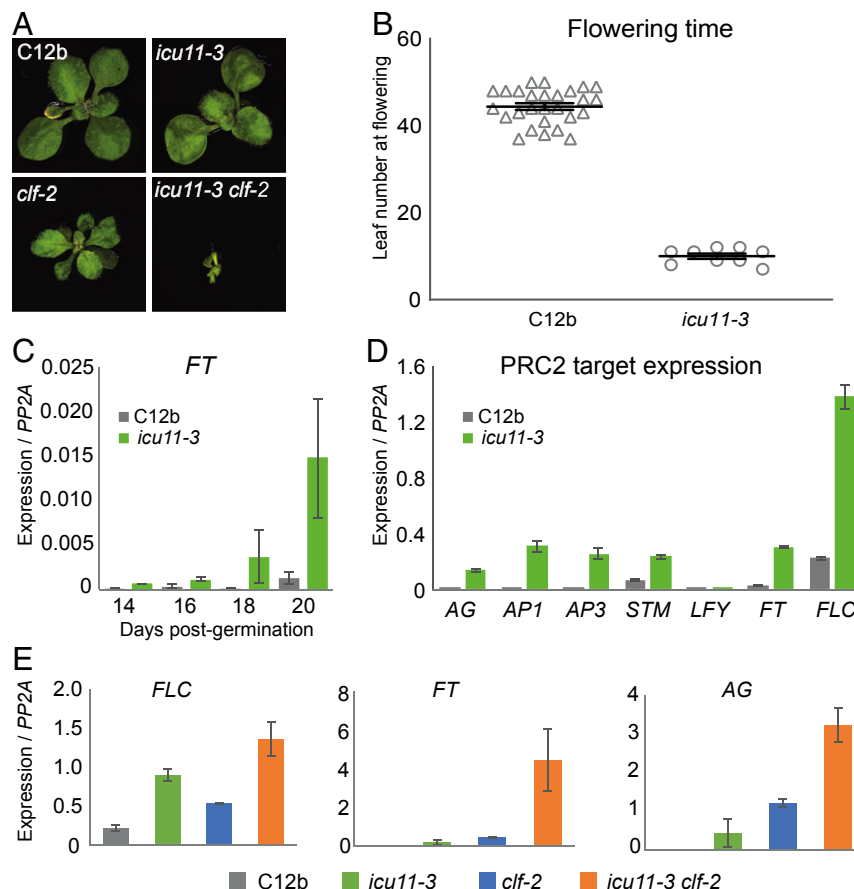 A
C12b
icu11-3
clf-2
icu11-3 clf-2
B
Flowering time
Leaf number at flowering
60
40
20
0
C12b
icu11-3
C
FT
Expression / PP2A
0.025
0.020
0.015
0.010
0.005
0
C12b
icu11-3
14 16 18 20
Days post-germination
D
PRC2 target expression
Expression / PP2A
1.6
1.2
0.8
0.4
0
C12b
icu11-3
AG AP1 AP3 STM LFY FT FLC
E
Expression / PP2A
FLC
2.0
1.5
1.0
0.5
0
FT
8
6
4
2
0
AG
4
3
2
1
0
C12b icu11-3 clf-2 icu11-3 clf-2